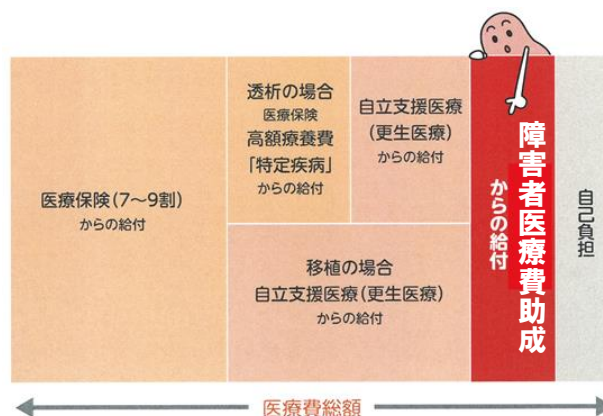 医療保険(7〜9割)
からの給付
透析の場合
医療保険
高額療養費
「特定疾病」
からの給付
自立支援医療
(更生医療)
からの給付
移植の場合
自立支援医療(更生医療)
からの給付
障害者医療費助成
からの給付
自己負担
医療費総額